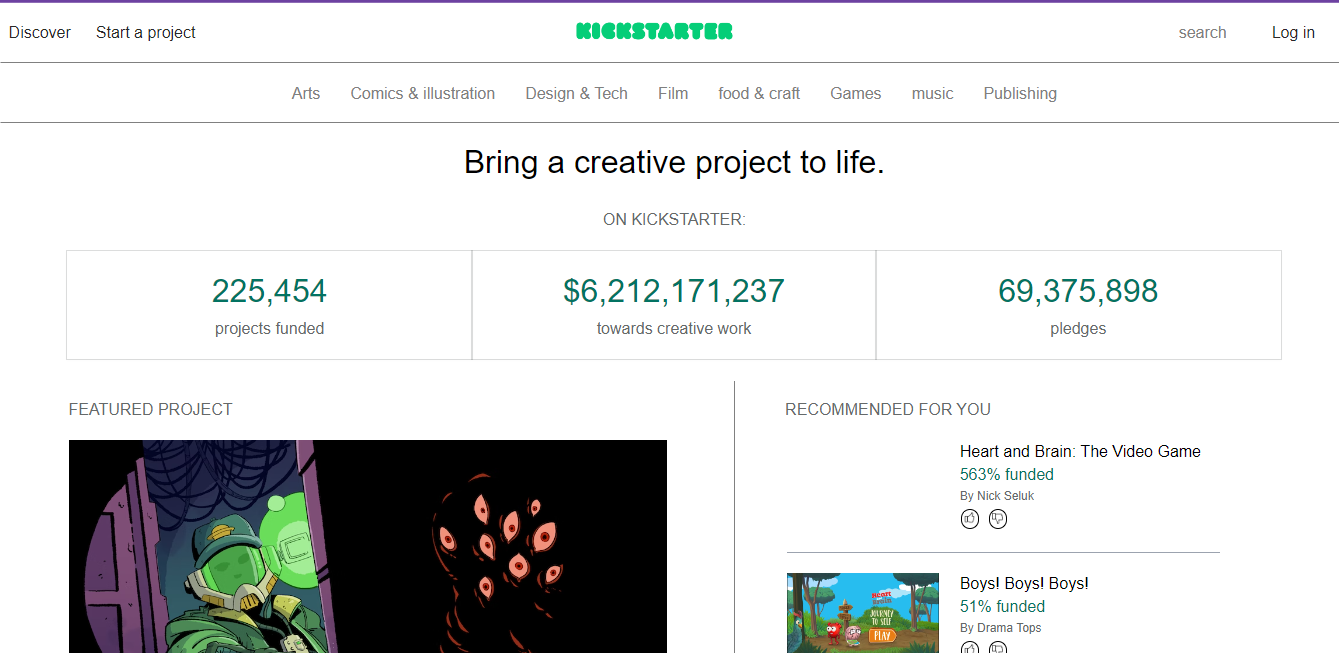 Discover Start a project KICKSTARTER search Log in
Arts Comics & illustration Design & Tech Film food & craft Games music Publishing
Bring a creative project to life.
ON KICKSTARTER:
225,454 $6,212,171,237 69,375,898
projects funded towards creative work pledges
FEATURED PROJECT
RECOMMENDED FOR YOU
Heart and Brain: The Video Game
563% funded
By Nick Seluk
Boys! Boys! Boys!
51% funded
By Drama Tops
Heart
JOURNEY
TO SELF
PLAY